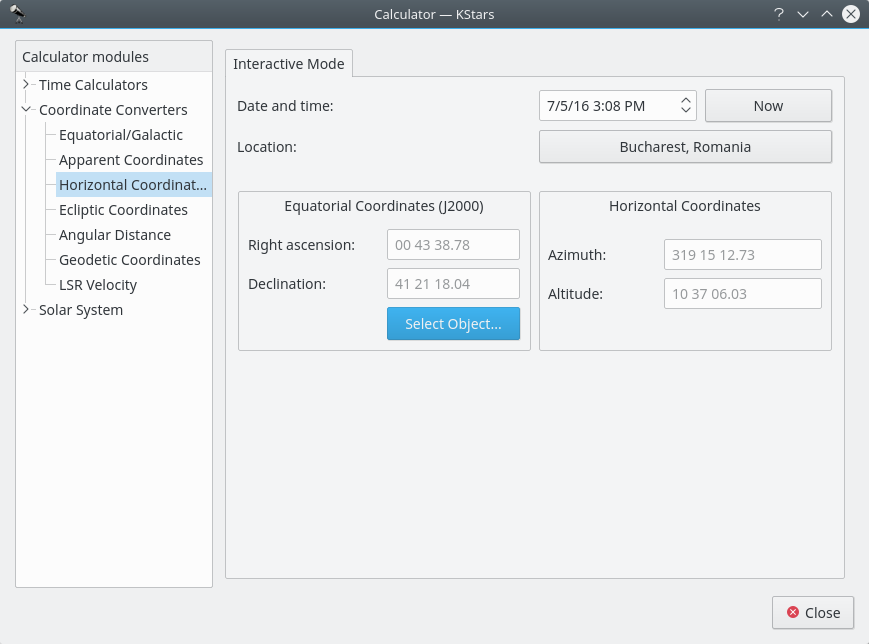 Calculator — KStars
?
Calculator modules
Time Calculators
Coordinate Converters
Equatorial/Galactic
Apparent Coordinates
Horizontal Coordinat...
Ecliptic Coordinates
Angular Distance
Geodetic Coordinates
LSR Velocity
Solar System
Interactive Mode
Date and time:
7/5/16 3:08 PM
Now
Location:
Bucharest, Romania
Equatorial Coordinates (J2000)
Right ascension:
00 43 38.78
Declination:
41 21 18.04
Select Object...
Horizontal Coordinates
Azimuth:
319 15 12.73
Altitude:
10 37 06.03
Close